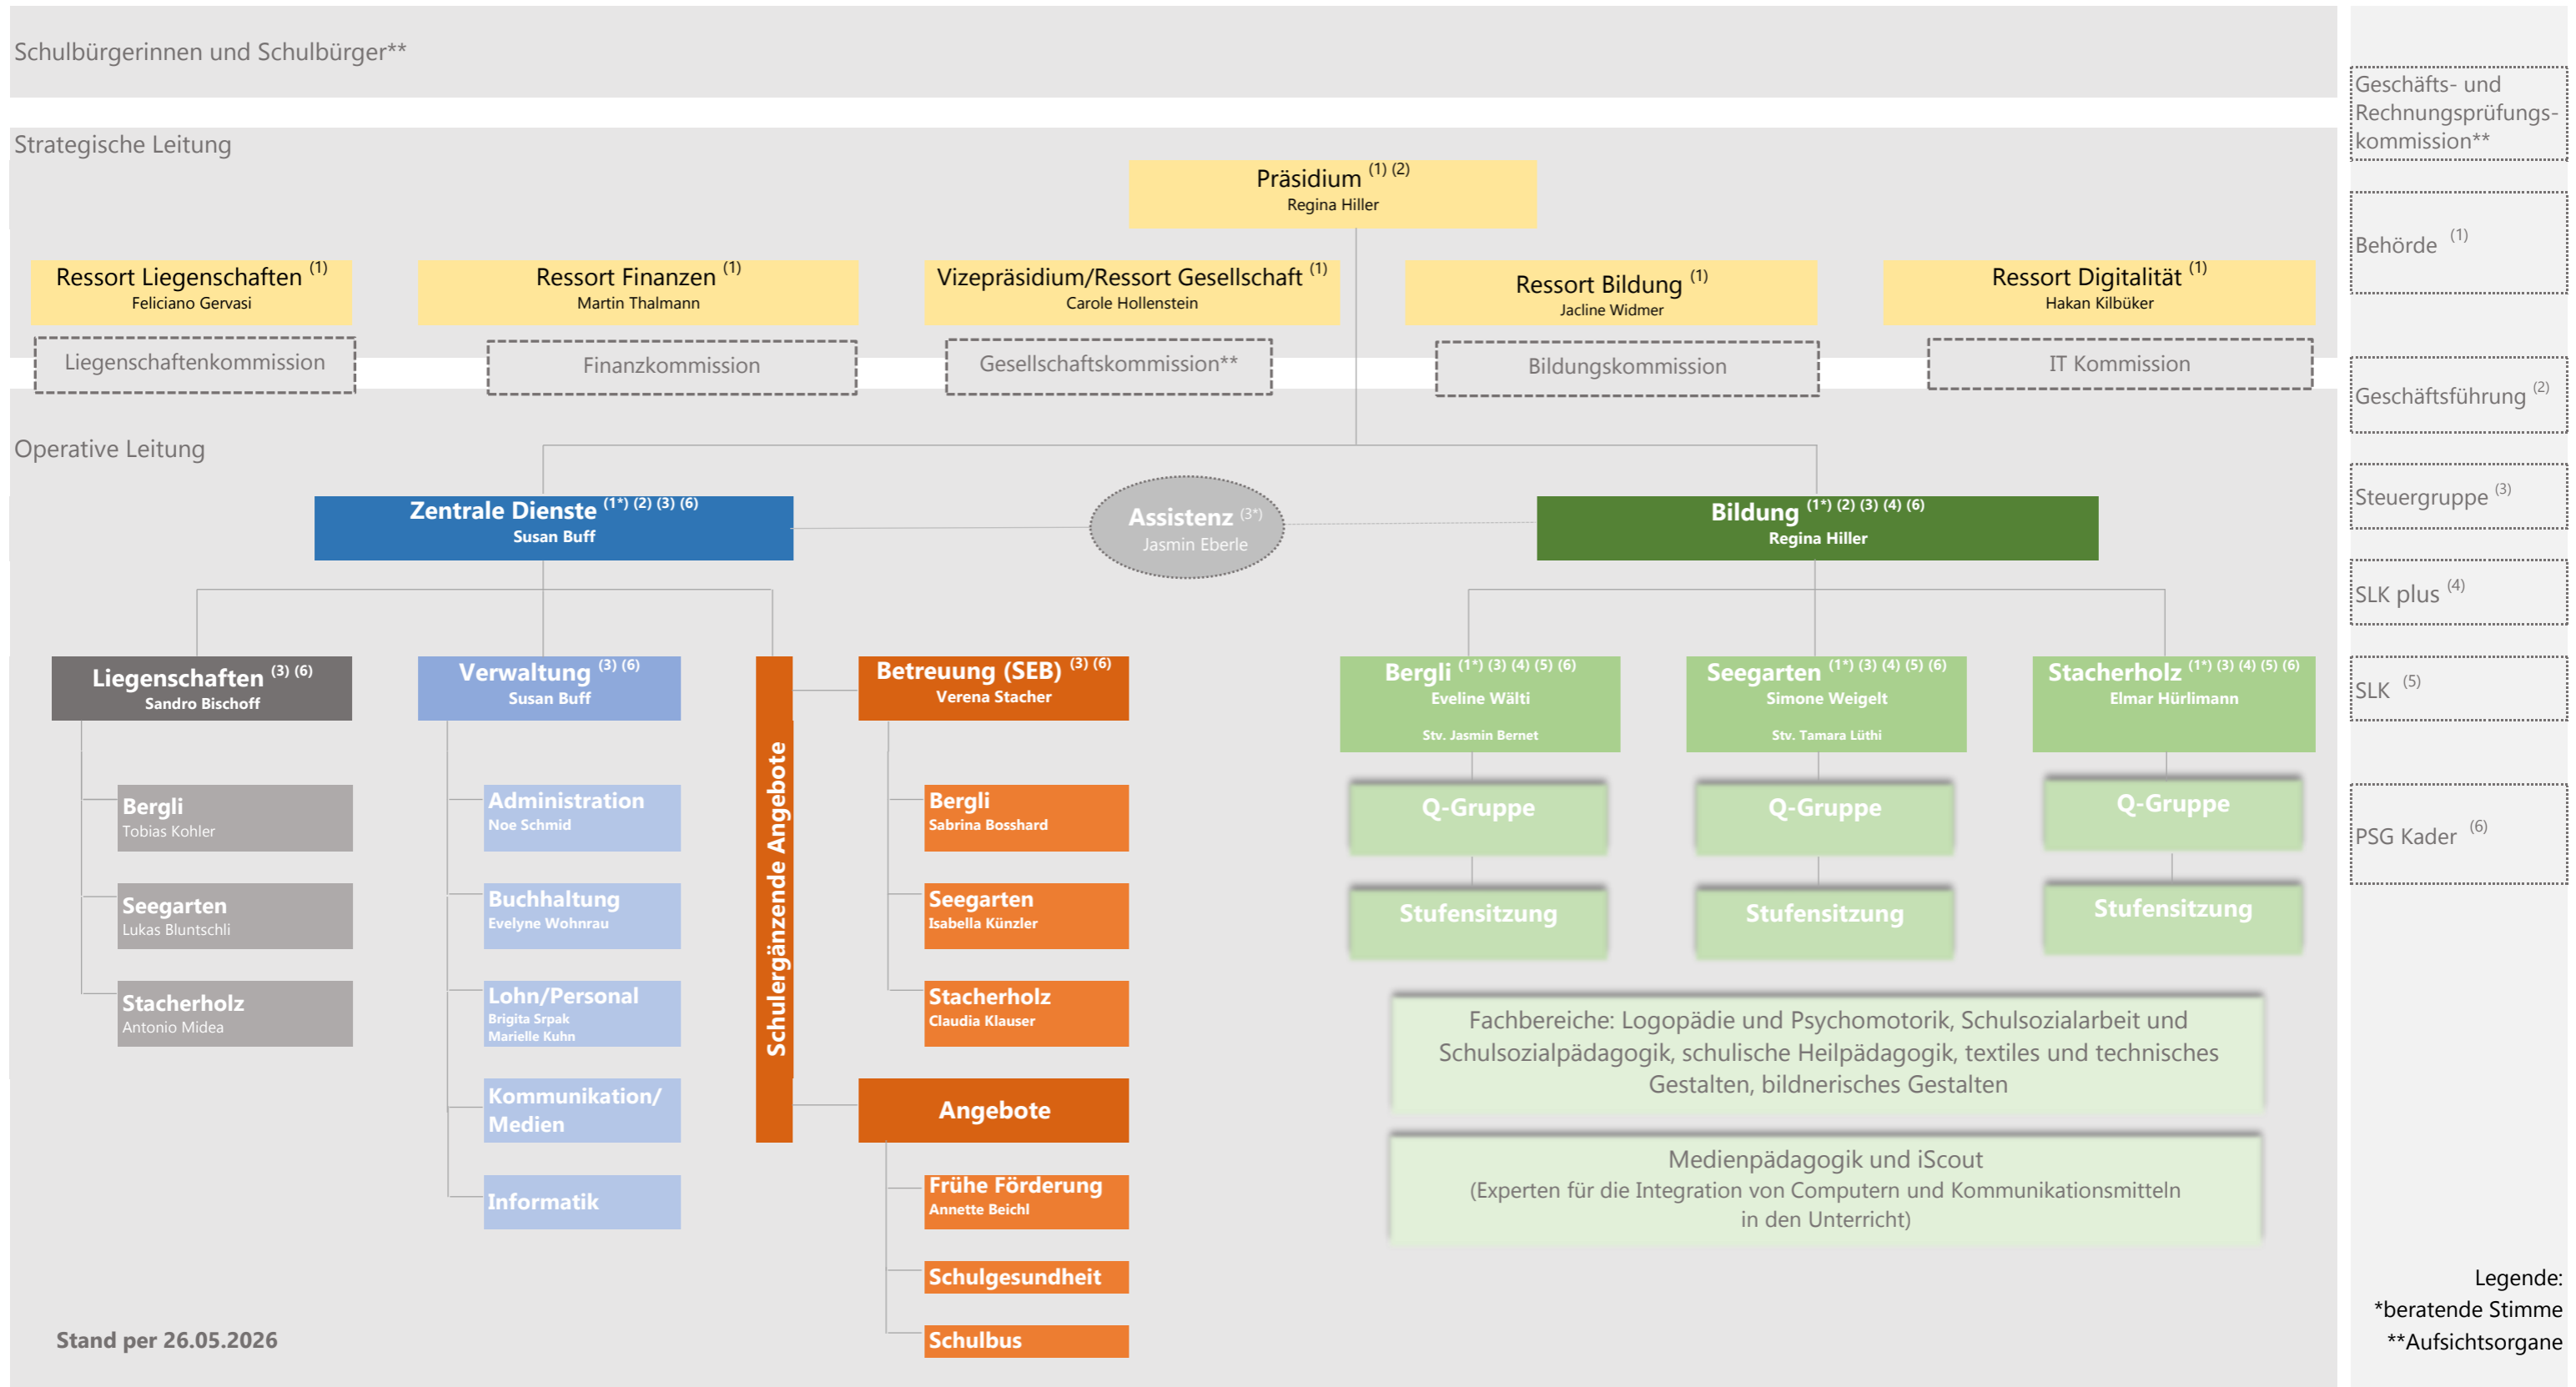 Schulbürgerinnen und Schulbürger**
Strategische Leitung
Präsidium (1) (2)
Regina Hiller
Ressort Liegenschaften (1)
Feliciano Gervasi
Ressort Finanzen (1)
Martin Thalmann
Vizepräsidium/Ressort Gesellschaft (1)
Carole Hollenstein
Ressort Bildung (1)
Jacline Widmer
Ressort Digitalität (1)
Hakan Kilbüker
Liegenschaftenkommission
Finanzkommission
Gesellschaftskommission**
Bildungskommission
IT Kommission
Operative Leitung
Zentrale Dienste (1*) (2) (3) (6)
Susan Buff
Assistenz (3*)
Jasmin Eberle
Bildung (1*) (2) (3) (4) (6)
Regina Hiller
Liegenschaften (3) (6)
Sandro Bischoff
Bergli
Tobias Kohler
Seegarten
Lukas Bluntschli
Stacherholz
Antonio Midea
Verwaltung (3) (6)
Susan Buff
Administration
Noe Schmid
Buchhaltung
Evelyne Wohnrau
Lohn/Personal
Brigita Srpak
Marielle Kuhn
Kommunikation/
Medien
Informatik
Schulergänzende Angebote
Betreuung (SEB) (3) (6)
Verena Stacher
Bergli
Sabrina Bosshard
Seegarten
Isabella Künzler
Stacherholz
Claudia Klauser
Angebote
Frühe Förderung
Annette Beichl
Schulgesundheit
Schulbus
Bergli (1*) (3) (4) (5) (6)
Eveline Wälti
Stv. Jasmin Bernet
Q-Gruppe
Stufensitzung
Seegarten (1*) (3) (4) (5) (6)
Simone Weigelt
Stv. Tamara Lüthi
Q-Gruppe
Stufensitzung
Stacherholz (1*) (3) (4) (5) (6)
Elmar Hürlimann
Q-Gruppe
Stufensitzung
Fachbereiche: Logopädie und Psychomotorik, Schulsozialarbeit und
Schulsozialpädagogik, schulische Heilpädagogik, textiles und technisches
Gestalten, bildnerisches Gestalten
Medienpädagogik und iScout
(Experten für die Integration von Computern und Kommunikationsmitteln
in den Unterricht)
Stand per 26.05.2026
Geschäfts- und
Rechnungsprüfungs-
kommission**
Behörde (1)
Geschäftsführung (2)
Steuergruppe (3)
SLK plus (4)
SLK (5)
PSG Kader (6)
Legende:
*beratende Stimme
**Aufsichtsorgane